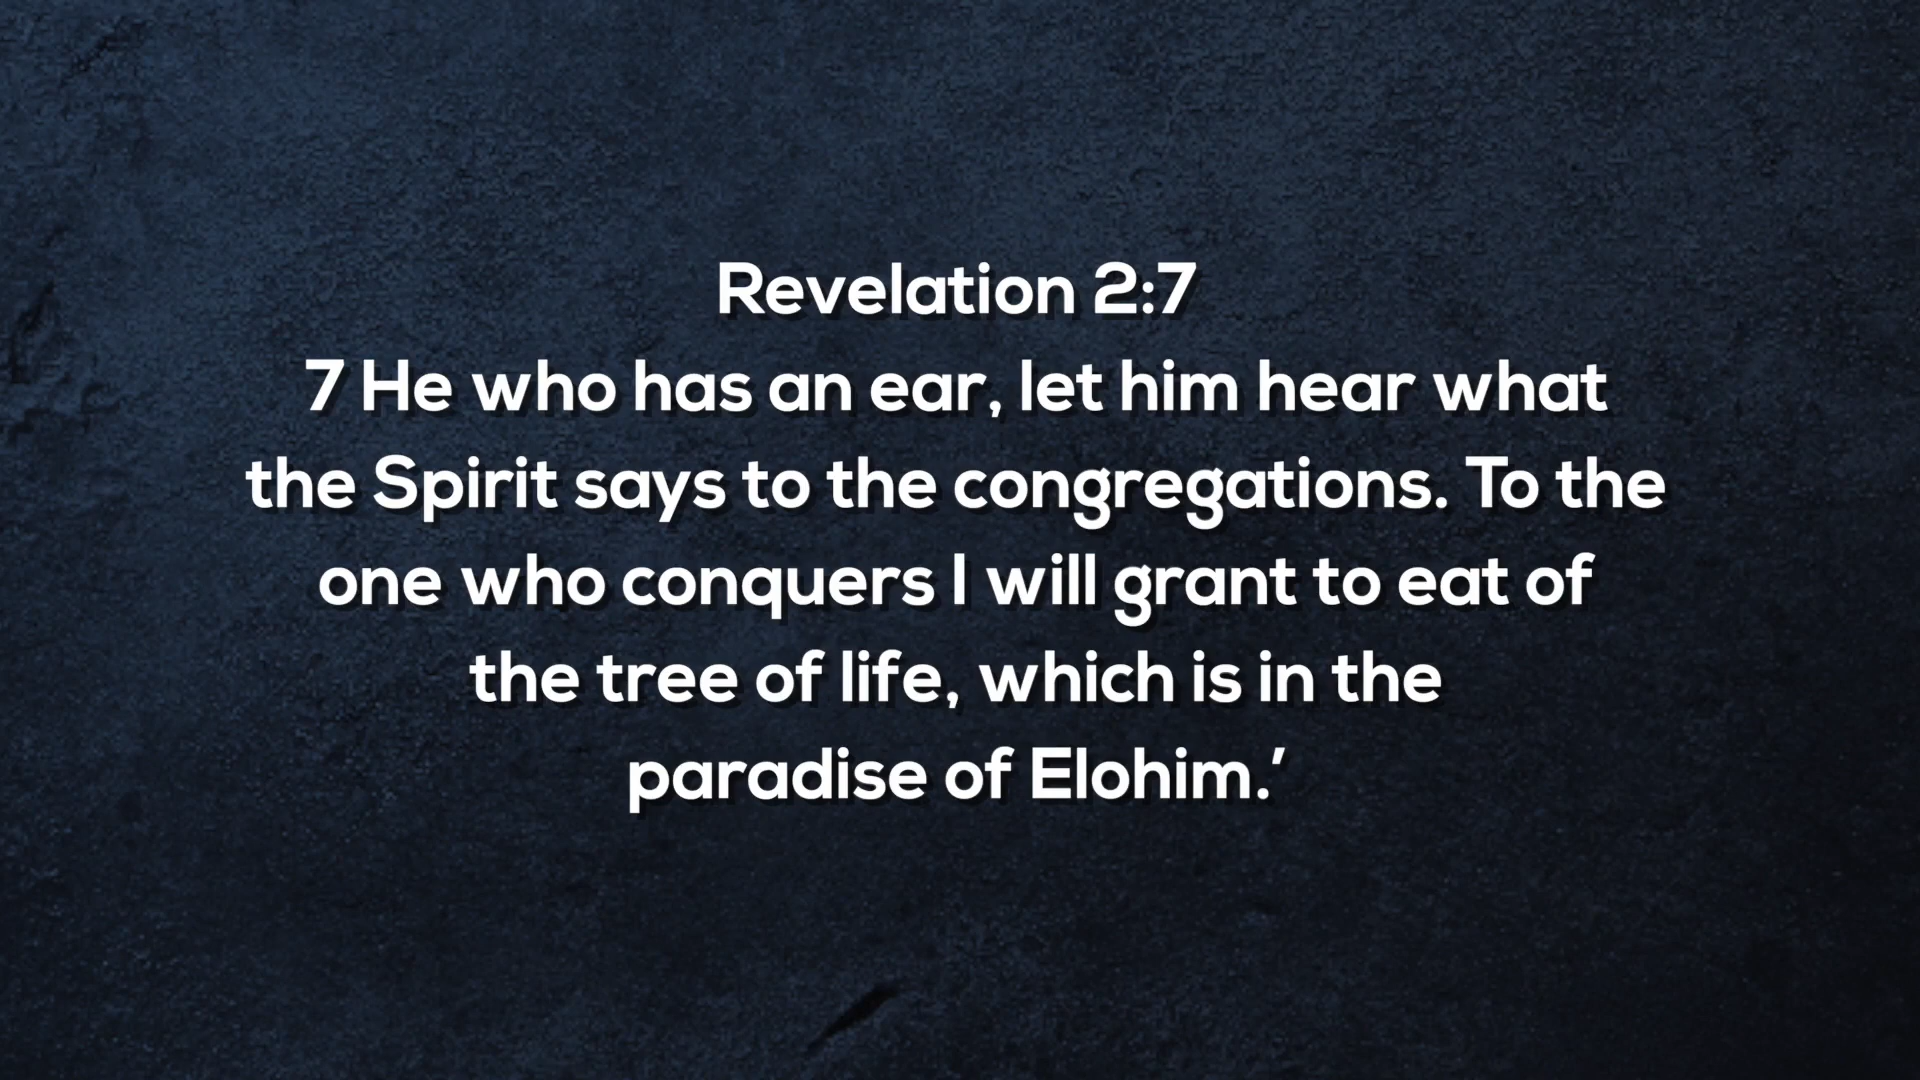 Revelation 2:7
7 He who has an ear, let him hear what
the Spirit says to the congregations. To the
one who conquers I will grant to eat of
the tree of life, which is in the
paradise of Elohim.’